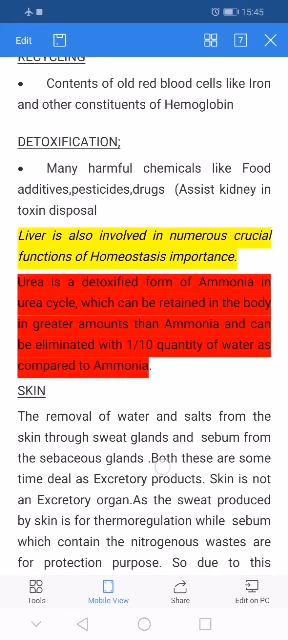 15:45
Edit
7
RECYCLING
• Contents of old red blood cells like Iron
and other constituents of Hemoglobin
DETOXIFICATION;
• Many harmful chemicals like Food
additives,pesticides,drugs (Assist kidney in
toxin disposal
Liver is also involved in numerous crucial
functions of Homeostasis importance.
Urea is a detoxified form of Ammonia in
urea cycle, which can be retained in the body
in greater amounts than Ammonia and can
be eliminated with 1/10 quantity of water as
compared to Ammonia.
SKIN
The removal of water and salts from the
skin through sweat glands and sebum from
the sebaceous glands .Both these are some
time deal as Excretory products. Skin is not
an Excretory organ.As the sweat produced
by skin is for thermoregulation while sebum
which contain the nitrogenous wastes are
for protection purpose. So due to this
Tools
Mobile View
Share
Edit on PC